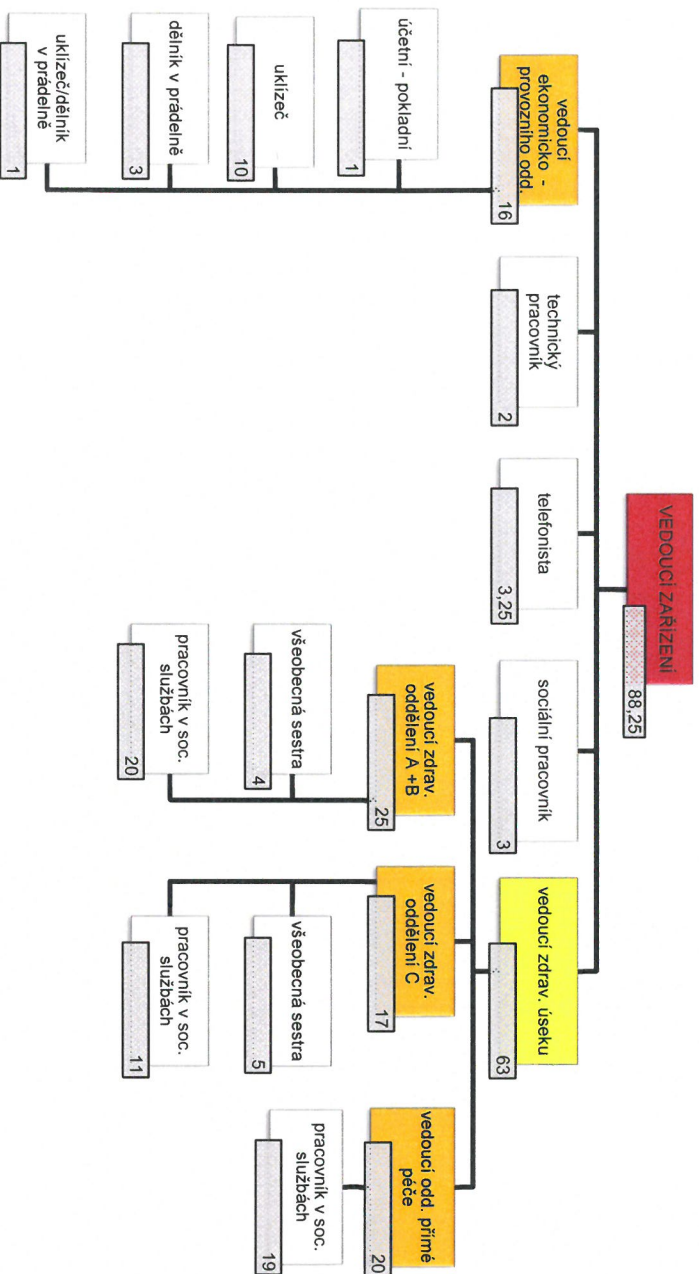 VEDOUCÍ ZAŘÍZENÍ
88,25
vedoucí
ekonomicko -
provozního odd.
16
technický
pracovník
2
telefonista
3,25
sociální pracovník
3
vedoucí zdrav. úseku
63
účetní - pokladní
1
uklízeč
10
dělník v prádelně
3
uklízeč/dělník
v prádelně
1
vedoucí zdrav.
oddělení A +B
25
všeobecná sestra
4
pracovník v soc.
službách
20
vedoucí zdrav.
oddělení C
17
všeobecná sestra
5
pracovník v soc.
službách
11
vedoucí odd. přímé
péče
20
pracovník v soc.
službách
19